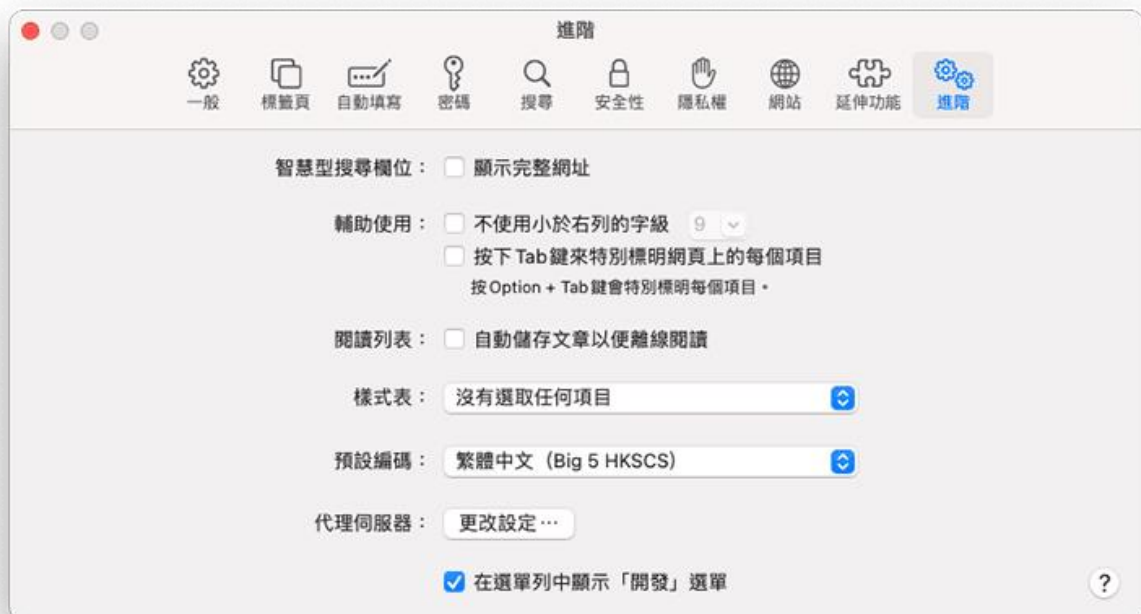 進階
一般 標籤頁 自動填寫 密碼 搜尋 安全性 隱私權 網站 延伸功能 進階
智慧型搜尋欄位： 顯示完整網址
輔助使用： 不使用小於右列的字級 9
按下 Tab 鍵來特別標明網頁上的每個項目
按 Option + Tab 鍵會特別標明每個項目。
閱讀列表： 自動儲存文章以便離線閱讀
樣式表： 沒有選取任何項目
預設編碼： 繁體中文（Big 5 HKSCS）
代理伺服器： 更改設定⋯
在選單列中顯示「開發」選單
?